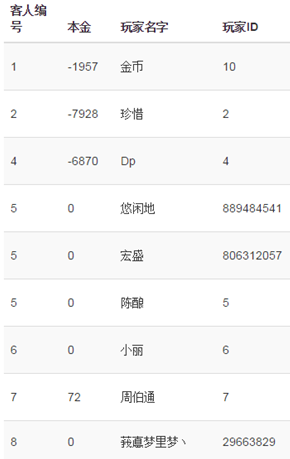 客人编号 本金 玩家名字 玩家ID
1 -1957 金币 10
2 -7928 珍惜 2
4 -6870 Dp 4
5 0 悠闲地 889484541
5 0 宏盛 806312057
5 0 陈酿 5
6 0 小丽 6
7 72 周伯通 7
8 0 梦里梦丶 29663829